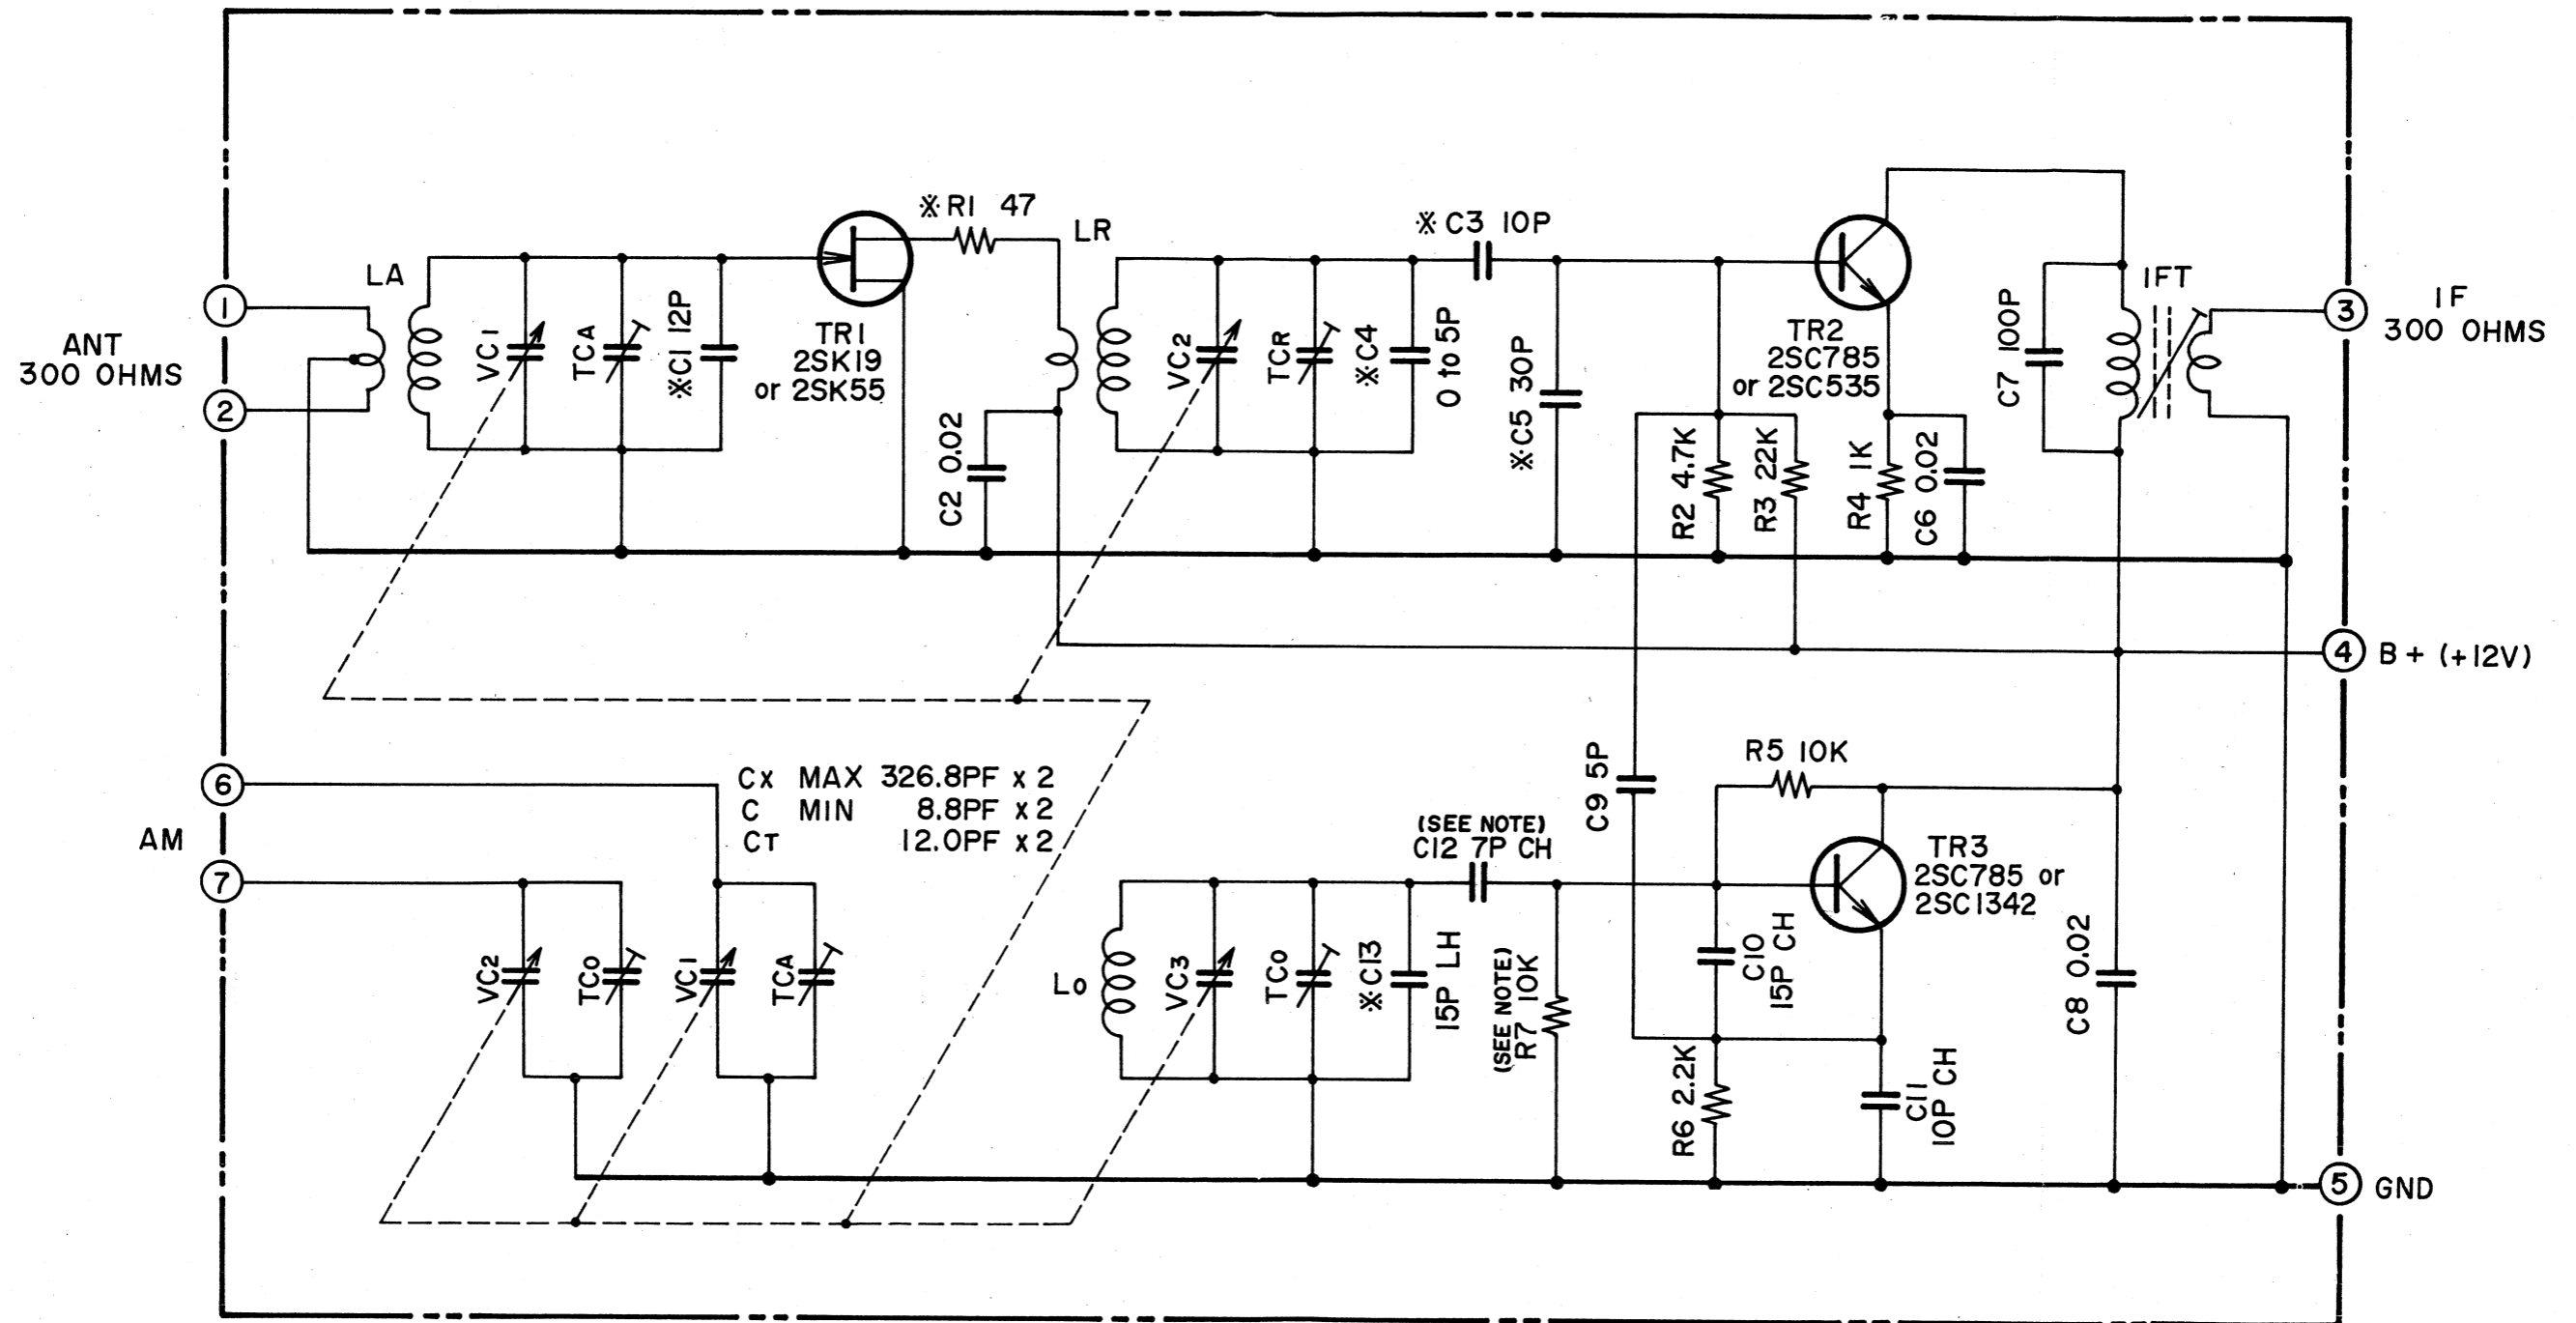 ※R1 47
LR
※C3 10P
LA
1
ANT
300 OHMS
2
VC1
TCA
※C1 12P
TR1
2SK19
or 2SK55
C2 0.02
VC2
TCR
※C4
0 to 5P
※C5 30P
TR2
2SC785
or 2SC535
R2 4.7K
R3 22K
R4 1K
C6 0.02
C7 100P
IFT
3
IF
300 OHMS
4
B+ (+12V)
6
AM
7
CX MAX 326.8PF x 2
C MIN 8.8PF x 2
CT 12.0PF x 2
VC2
TCO
VC1
TCA
LO
VC3
TCO
※C13
15P LH
(SEE NOTE)
C12 7P CH
(SEE NOTE)
R7 10K
C9 5P
R5 10K
C10
15P CH
R6 2.2K
TR3
2SC785 or
2SC1342
C11
10P CH
C8 0.02
5
GND